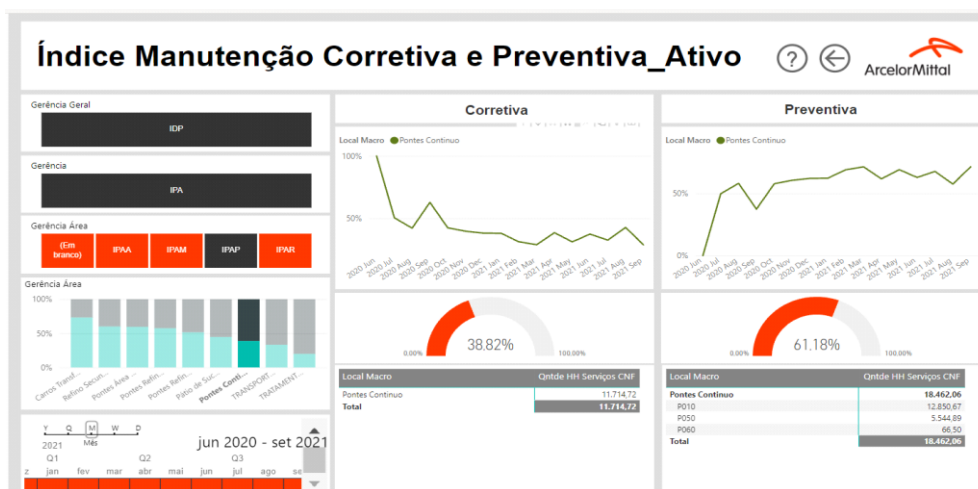 Índice Manutenção Corretiva e Preventiva_Ativo
?
ArcelorMittal
Gerência Geral
IDP
Gerência
IPA
Gerência Área
(Em branco)
IPAA
IPAM
IPAP
IPAR
Gerência Área
100%
50%
0%
Carros Transf...
Refino Secun...
Pontes Área ...
Pontes Refin...
Pontes Refin...
Pátio de Suc...
Pontes Conti...
TRANSPORT...
TRATAMENT...
Y Q M W D
2021 Mês
jun 2020 - set 2021
Q1 Q2 Q3
z jan fev mar abr mai jun jul ago se
Corretiva
Local Macro Pontes Continuo
100%
50%
2020 Jun
2020 Jul
2020 Aug
2020 Sep
2020 Oct
2020 Nov
2020 Dec
2021 Jan
2021 Feb
2021 Mar
2021 Apr
2021 May
2021 Jun
2021 Jul
2021 Aug
2021 Sep
0.00% 38.82% 100.00%
Local Macro Qntde HH Serviços CNF
Pontes Continuo 11.714,72
Total 11.714,72
Preventiva
Local Macro Pontes Continuo
50%
0%
2020 Jun
2020 Jul
2020 Aug
2020 Sep
2020 Oct
2020 Nov
2020 Dec
2021 Jan
2021 Feb
2021 Mar
2021 Apr
2021 May
2021 Jun
2021 Jul
2021 Aug
2021 Sep
0.00% 61.18% 100.00%
Local Macro Qntde HH Serviços CNF
Pontes Continuo 18.462,06
P010 12.850,67
P050 5.544,89
P060 66,50
Total 18.462,06